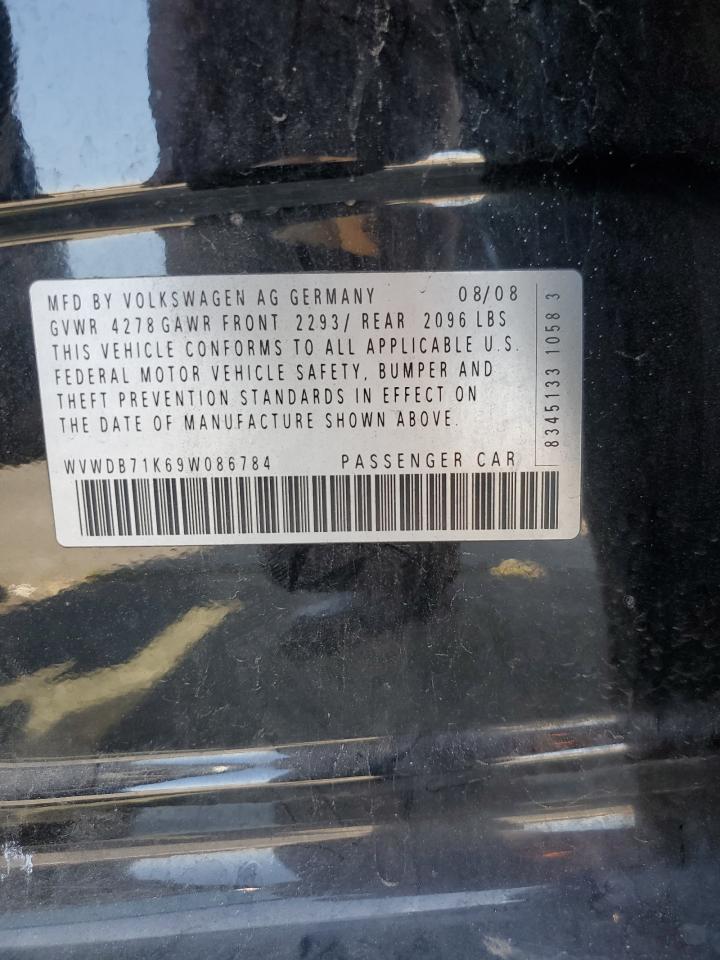 MFD BY VOLKSWAGEN AG GERMANY 08/08
GVWR 4278 GAWR FRONT 2293/ REAR 2096 LBS
THIS VEHICLE CONFORMS TO ALL APPLICABLE U.S.
FEDERAL MOTOR VEHICLE SAFETY, BUMPER AND
THEFT PREVENTION STANDARDS IN EFFECT ON
THE DATE OF MANUFACTURE SHOWN ABOVE.
WVWDB71K69W086784 PASSENGER CAR
8345133 10583